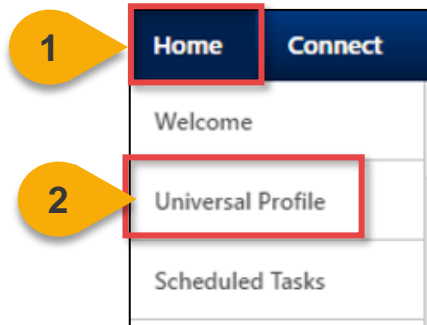 1 Home Connect
Welcome
2 Universal Profile
Scheduled Tasks